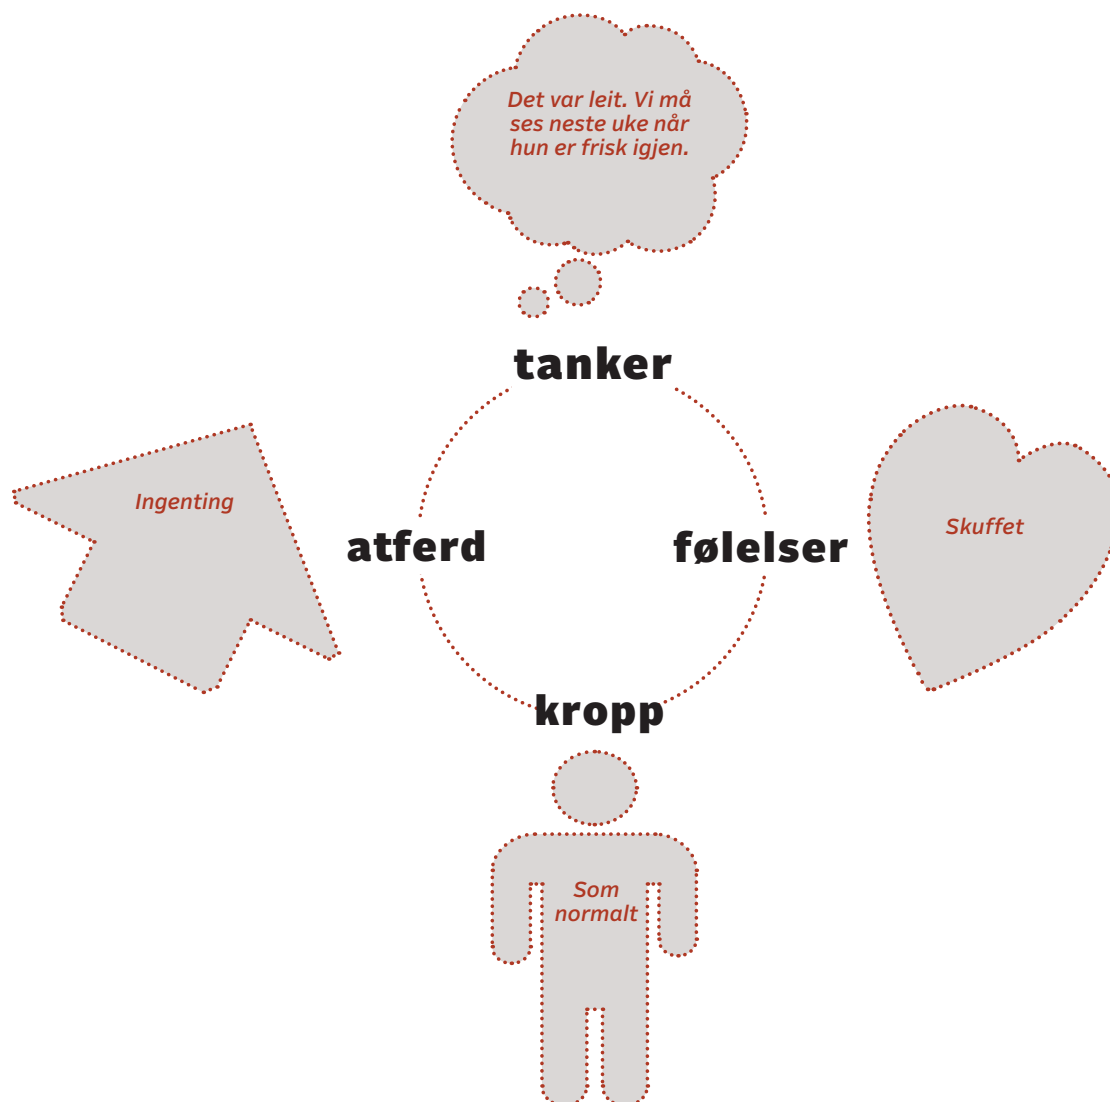 Det var leit. Vi må
ses neste uke når
hun er frisk igjen.
tanker
Ingenting
atferd
følelser
Skuffet
kropp
Som
normalt